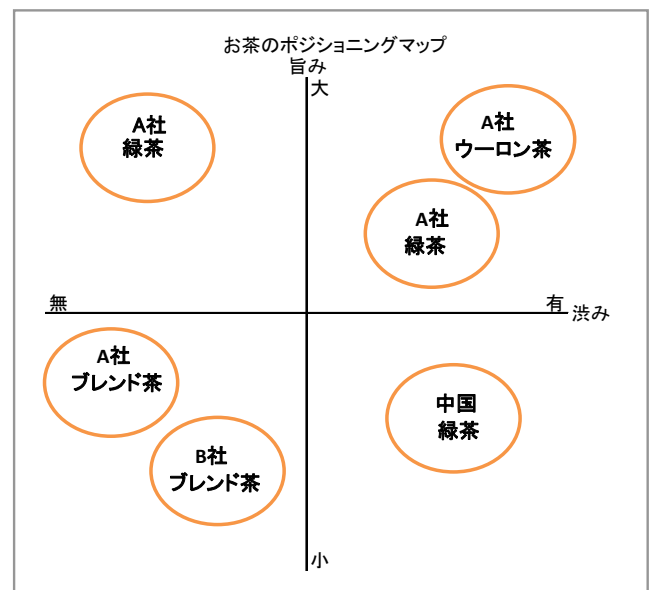 お茶のポジショニングマップ
旨み
大
A社
緑茶
A社
ウーロン茶
A社
緑茶
無
有
渋み
A社
ブレンド茶
中国
緑茶
B社
ブレンド茶
小